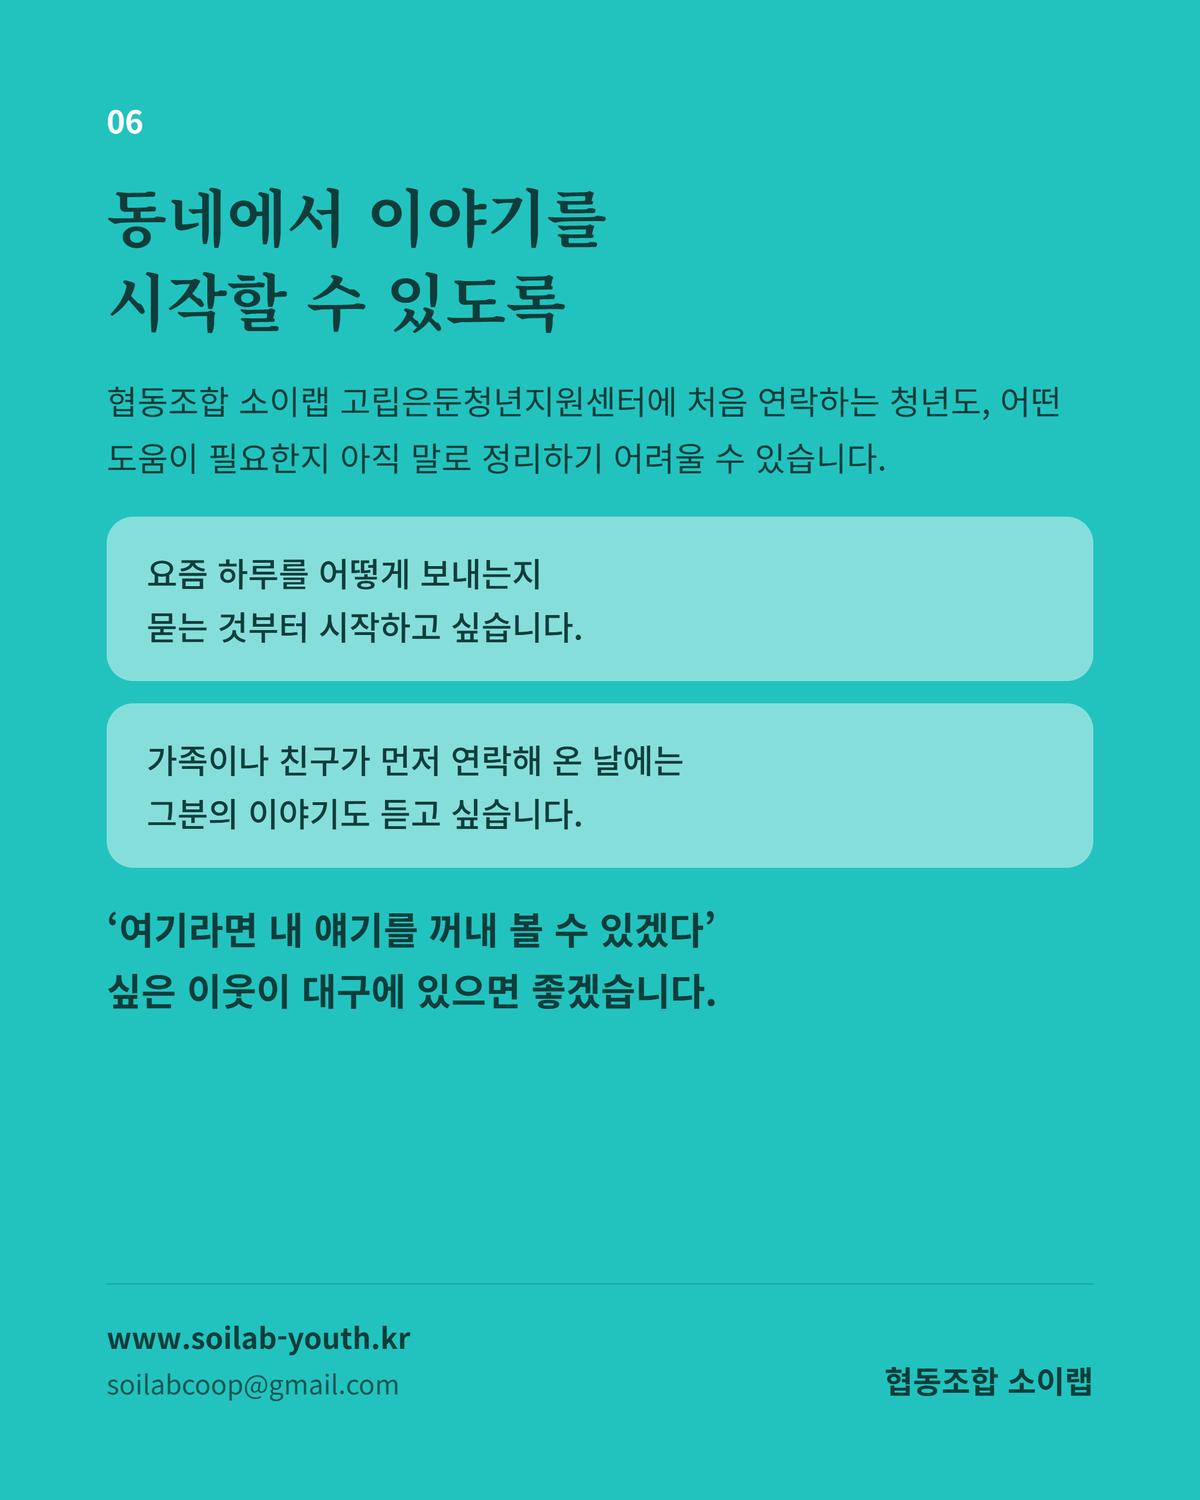 06
동네에서 이야기를
시작할 수 있도록
협동조합 소이랩 고립은둔청년지원센터에 처음 연락하는 청년도, 어떤
도움이 필요한지 아직 말로 정리하기 어려울 수 있습니다.
요즘 하루를 어떻게 보내는지
묻는 것부터 시작하고 싶습니다.
가족이나 친구가 먼저 연락해 온 날에는
그분의 이야기도 듣고 싶습니다.
‘여기라면 내 얘기를 꺼내 볼 수 있겠다’
싶은 이웃이 대구에 있으면 좋겠습니다.
www.soilab-youth.kr
soilabcoop@gmail.com
협동조합 소이랩